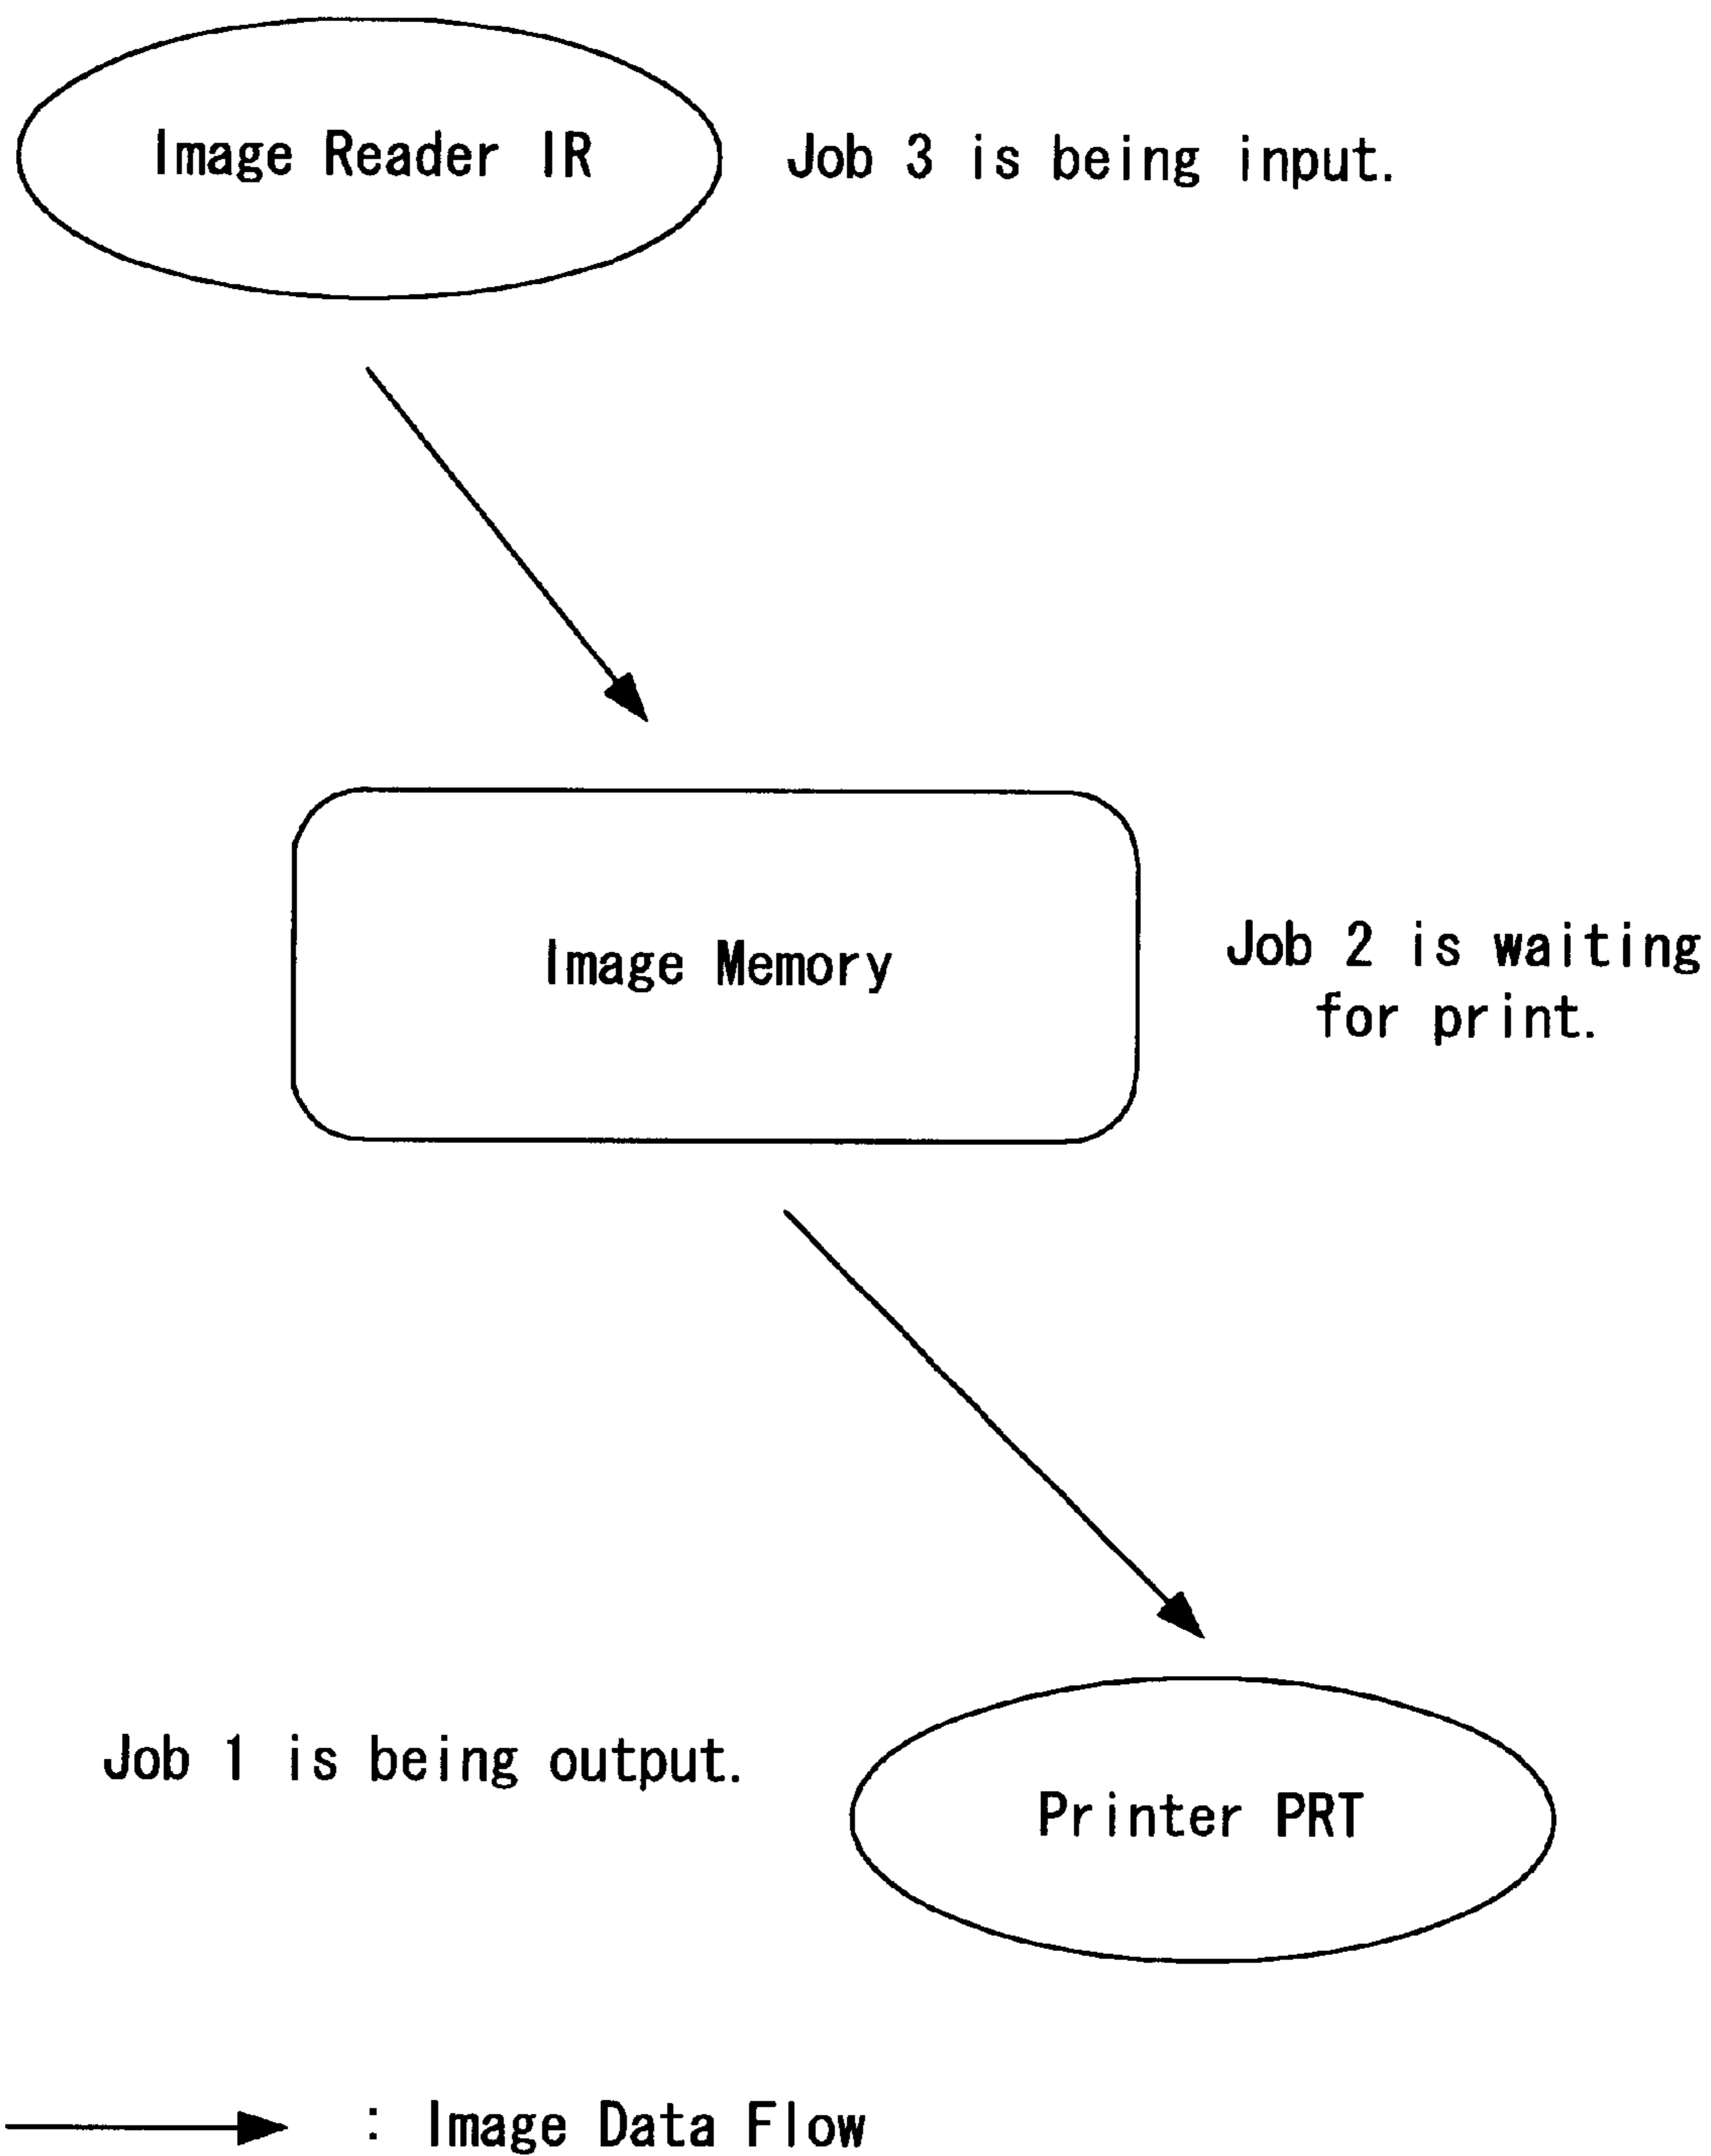 Image Reader IR
Job 3 is being input.
Image Memory
Job 2 is waiting
for print.
Job 1 is being output.
Printer PRT
: Image Data Flow